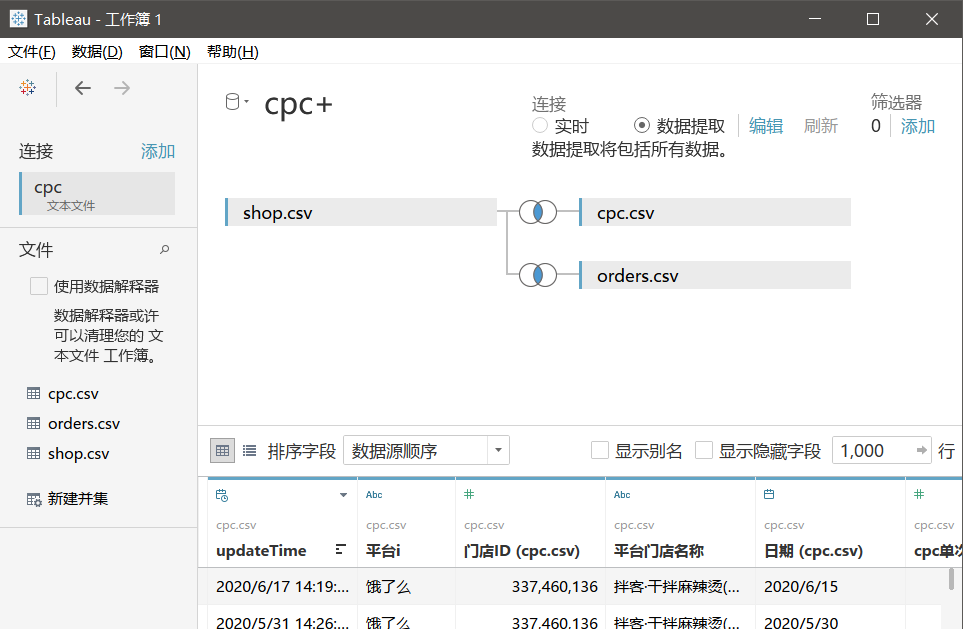 Tableau - 工作簿 1
文件(F) 数据(D) 窗口(N) 帮助(H)
cpc+
连接
实时 数据提取 编辑 刷新
数据提取将包括所有数据。
筛选器
0 添加
连接 添加
cpc
文本文件
文件
使用数据解释器
数据解释器或许
可以清理您的 文
本文件 工作簿。
cpc.csv
orders.csv
shop.csv
新建并集
shop.csv cpc.csv
orders.csv
排序字段 数据源顺序 显示别名 显示隐藏字段 1,000 行
Abc # Abc #
cpc.csv cpc.csv cpc.csv cpc.csv cpc.csv cpc.csv
updateTime 平台i 门店ID (cpc.csv) 平台门店名称 日期 (cpc.csv) cpc单次
2020/6/17 14:19:... 饿了么 337,460,136 拌客·干拌麻辣烫(... 2020/6/15
2020/5/31 14:26:... 饿了么 337,460,136 拌客·干拌麻辣烫(... 2020/5/30